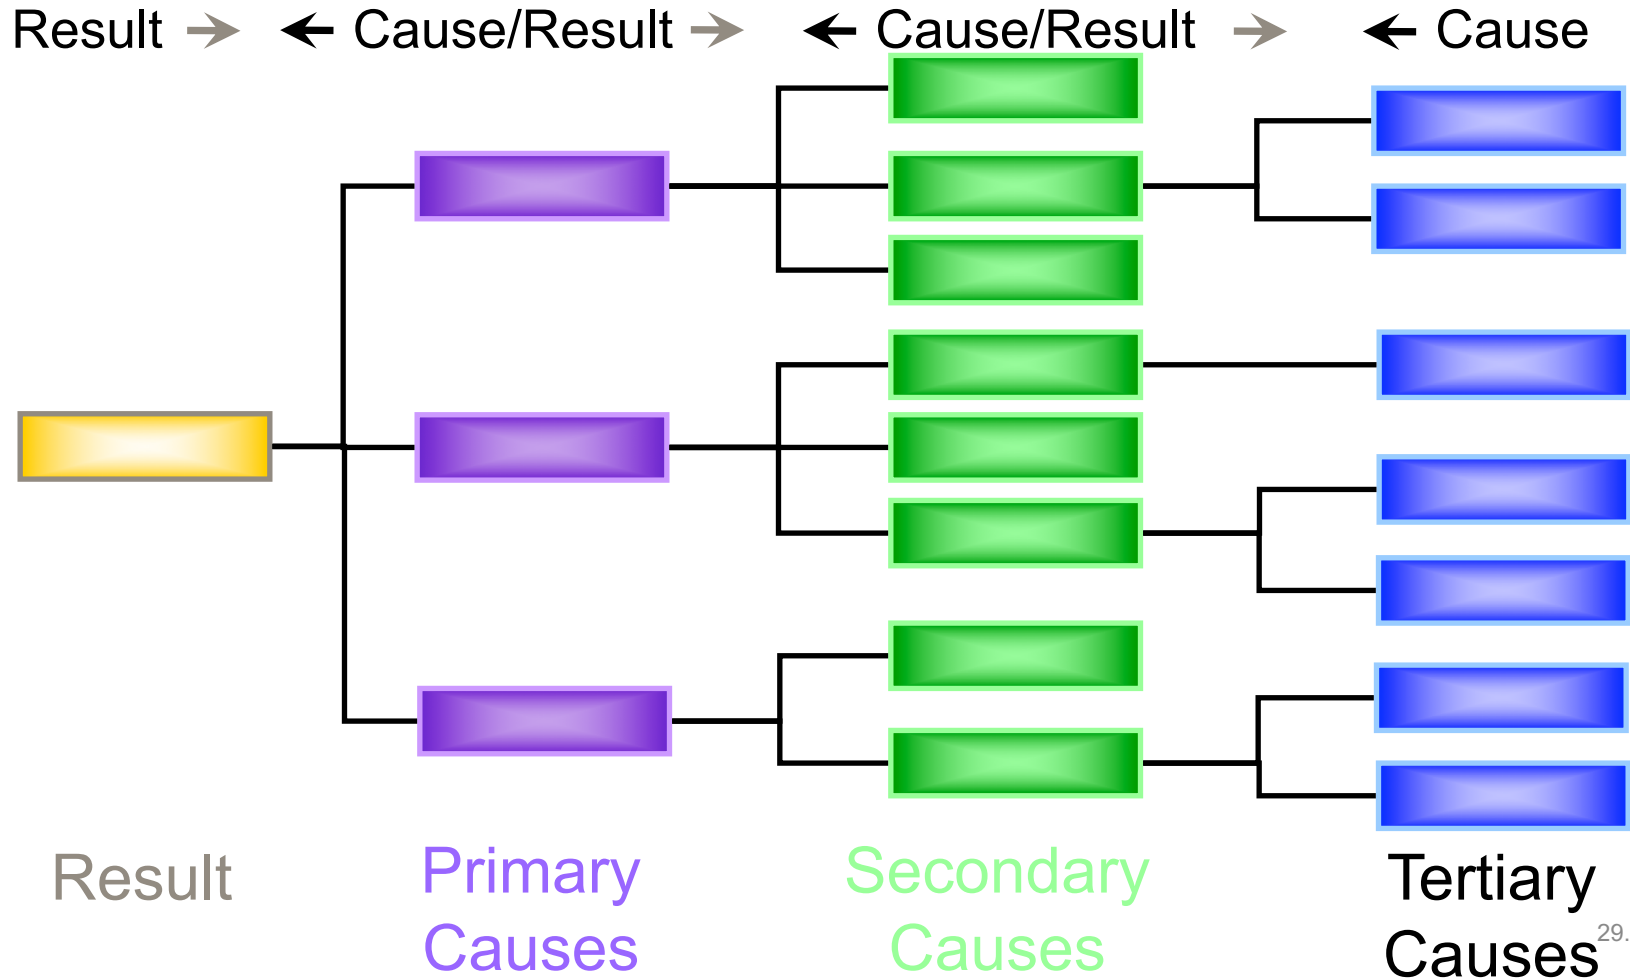 Result → ← Cause/Result → ← Cause/Result → ← Cause
Result
Primary
Causes
Secondary
Causes
Tertiary
Causes
29.